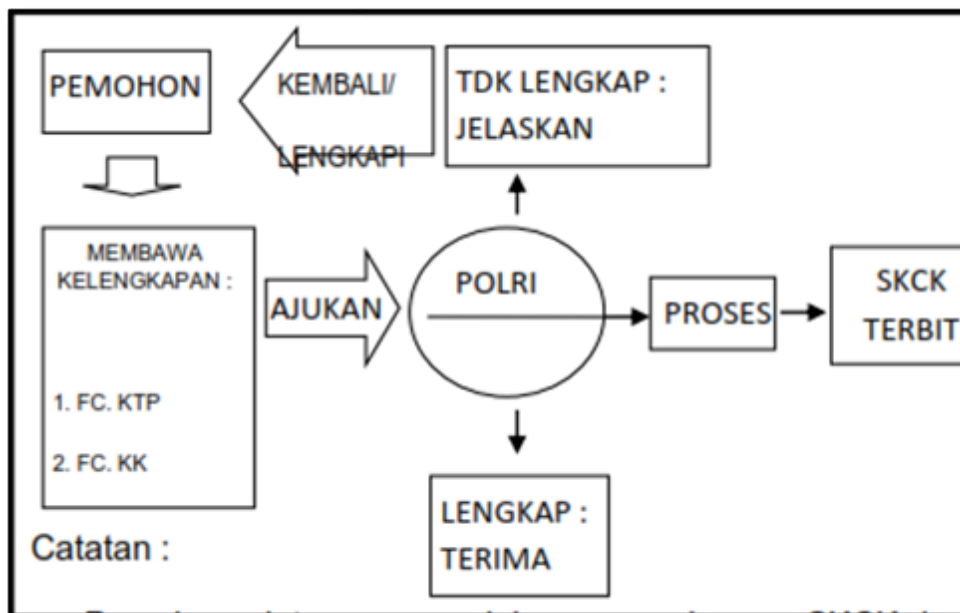 PEMOHON
KEMBALI/
LENGKAPI
TDK LENGKAP :
JELASKAN
MEMBAWA
KELENGKAPAN :
1. FC. KTP
2. FC. KK
AJUKAN
POLRI
PROSES
SKCK
TERBIT
LENGKAP :
TERIMA
Catatan :